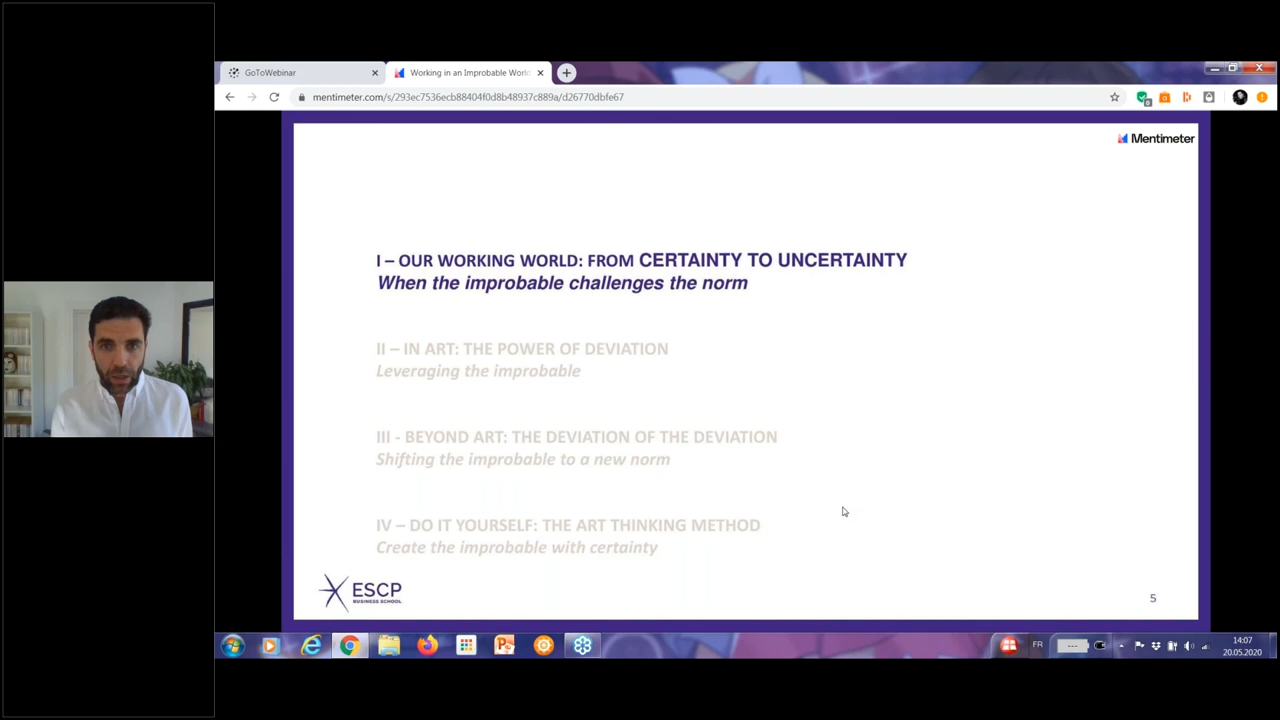 GoToWebinar
Working in an Improbable World
mentimeter.com/s/293ec7536ecb88404f0d8b48937c889a/d26770dbfe67
Mentimeter
I – OUR WORKING WORLD: FROM CERTAINTY TO UNCERTAINTY
When the improbable challenges the norm
II – IN ART: THE POWER OF DEVIATION
Leveraging the improbable
III - BEYOND ART: THE DEVIATION OF THE DEVIATION
Shifting the improbable to a new norm
IV – DO IT YOURSELF: THE ART THINKING METHOD
Create the improbable with certainty
ESCP
BUSINESS SCHOOL
5
FR
---
14:07
20.05.2020